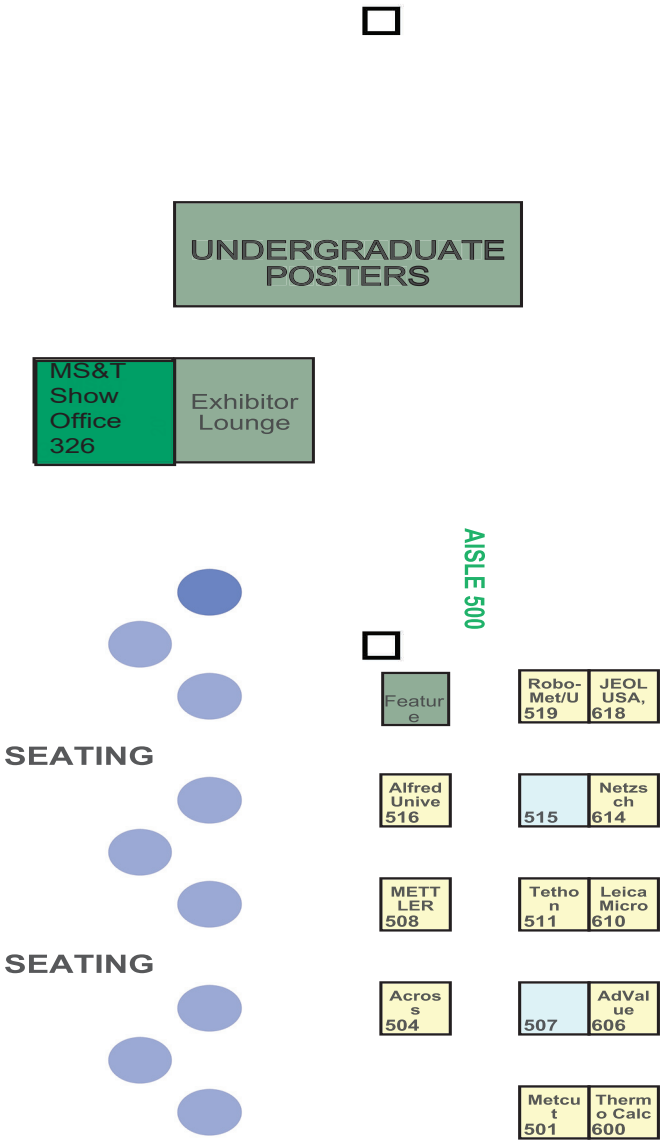 UNDERGRADUATE
POSTERS
MS&T
Show
Office
326
Exhibitor
Lounge
AISLE 500
Featur
e
Robo-
Met/U
519
JEOL
USA,
618
SEATING
Alfred
Unive
516
515
Netzs
ch
614
METT
LER
508
Tetho
n
511
Leica
Micro
610
SEATING
Acros
s
504
507
AdVal
ue
606
Metcu
t
501
Therm
o Calc
600